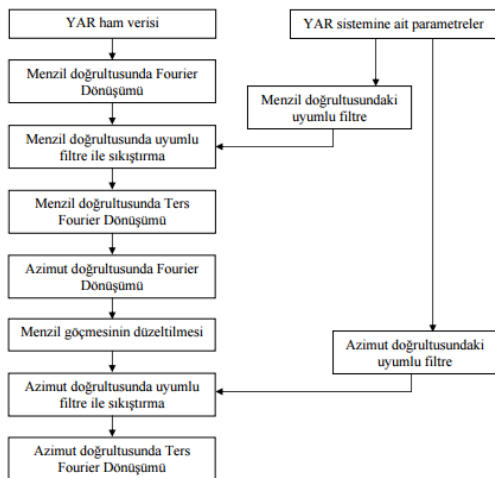 YAR ham verisi
YAR sistemine ait parametreler
Menzil doğrultusunda Fourier
Dönüşümü
Menzil doğrultusundaki
uyumlu filtre
Menzil doğrultusunda uyumlu
filtre ile sıkıştırma
Menzil doğrultusunda Ters
Fourier Dönüşümü
Azimut doğrultusunda Fourier
Dönüşümü
Menzil göçmesinin düzeltilmesi
Azimut doğrultusundaki
uyumlu filtre
Azimut doğrultusunda uyumlu
filtre ile sıkıştırma
Azimut doğrultusunda Ters
Fourier Dönüşümü